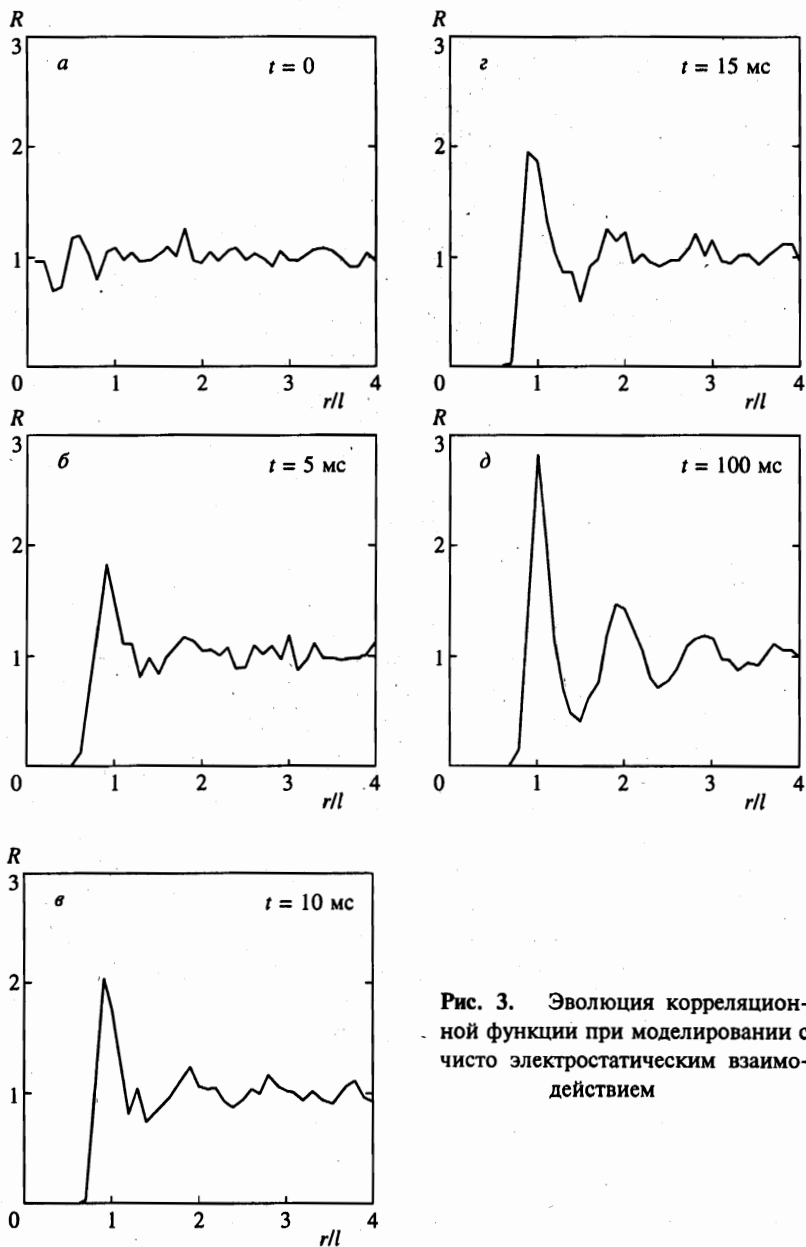 R
3
а
t = 0
2
1
0
1
2
3
4
r/l
R
3
г
t = 15 мс
2
1
0
1
2
3
4
r/l
R
3
б
t = 5 мс
2
1
0
1
2
3
4
r/l
R
3
д
t = 100 мс
2
1
0
1
2
3
4
r/l
R
3
в
t = 10 мс
2
1
0
1
2
3
4
r/l
Рис. 3. Эволюция корреляцион-
ной функции при моделировании с
чисто электростатическим взаимо-
действием